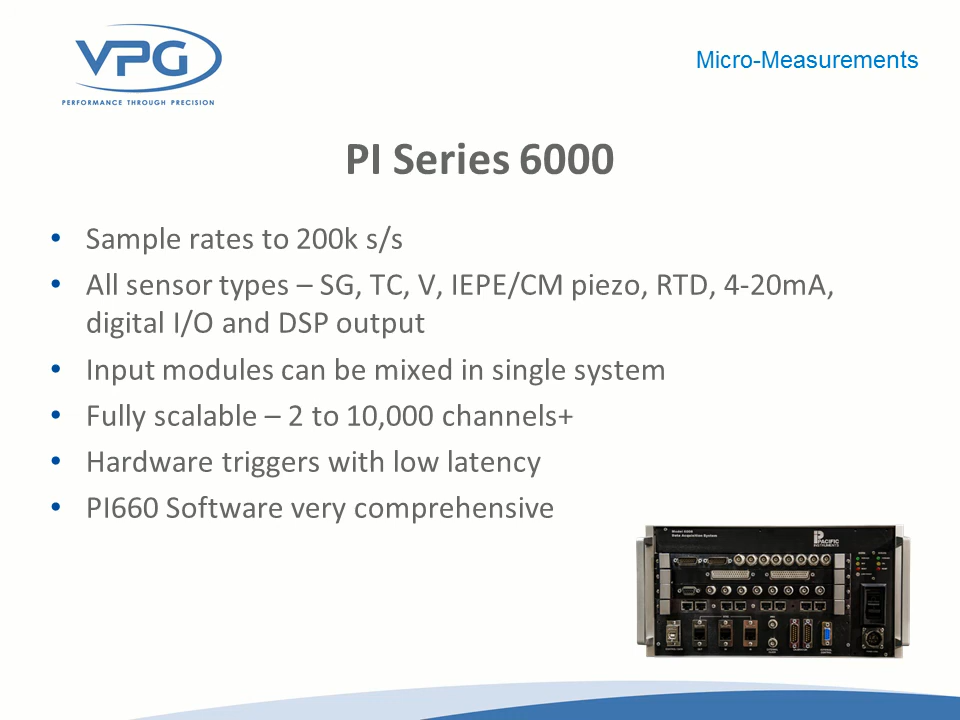 VPG
PERFORMANCE THROUGH PRECISION
Micro-Measurements
PI Series 6000
• Sample rates to 200k s/s
• All sensor types – SG, TC, V, IEPE/CM piezo, RTD, 4-20mA,
digital I/O and DSP output
• Input modules can be mixed in single system
• Fully scalable – 2 to 10,000 channels+
• Hardware triggers with low latency
• PI660 Software very comprehensive
Model 6000
Data Acquisition System
PACIFIC
INSTRUMENTS